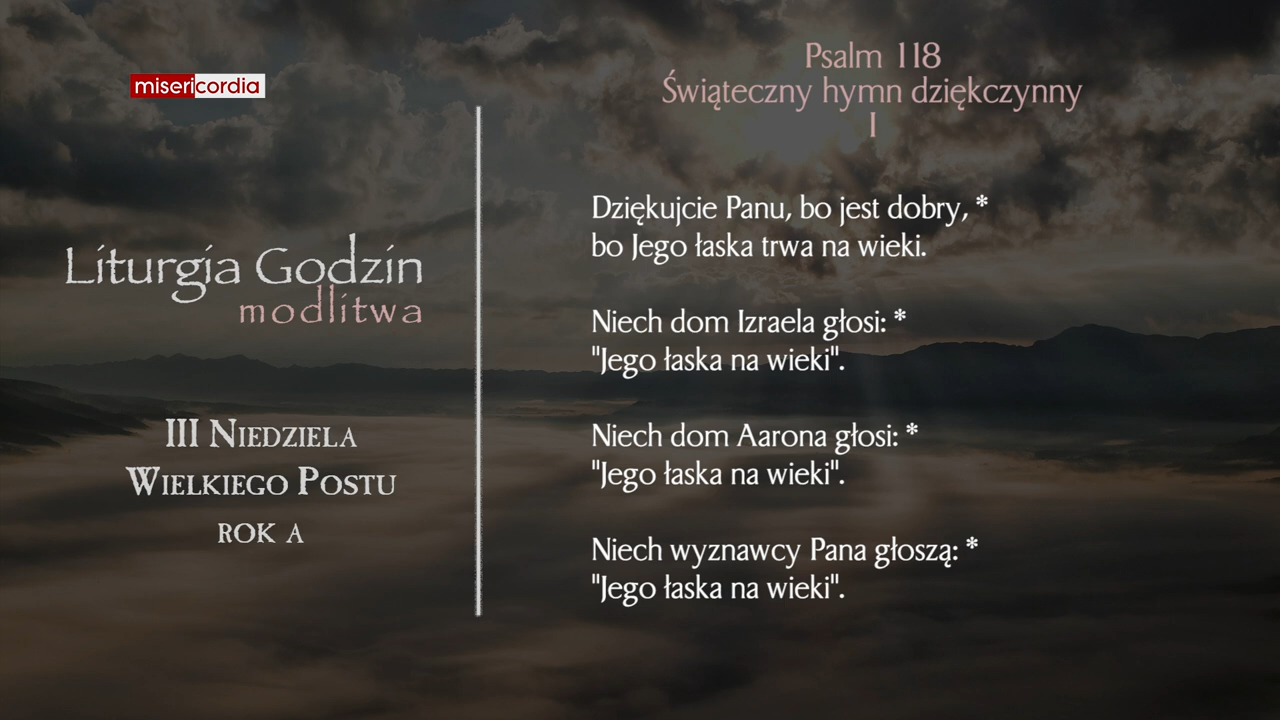 misericordia
Liturgia Godzin
modlitwa
III Niedziela
Wielkiego Postu
rok A
Psalm 118
Świąteczny hymn dziękczynny
I
Dziękujcie Panu, bo jest dobry, *
bo Jego łaska trwa na wieki.
Niech dom Izraela głosi: *
"Jego łaska na wieki".
Niech dom Aarona głosi: *
"Jego łaska na wieki".
Niech wyznawcy Pana głoszą: *
"Jego łaska na wieki".